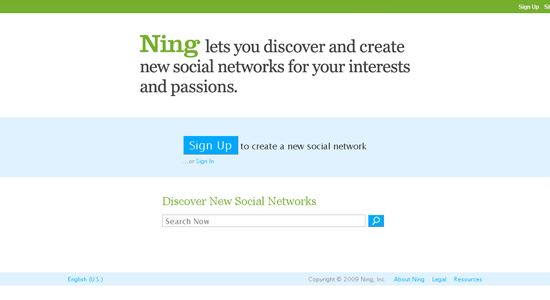 Sign Up
Ning lets you discover and create
new social networks for your interests
and passions.
Sign Up to create a new social network
...or Sign In
Discover New Social Networks
Search Now
English (U.S.) Copyright © 2009 Ning, Inc. About Ning Legal Resources